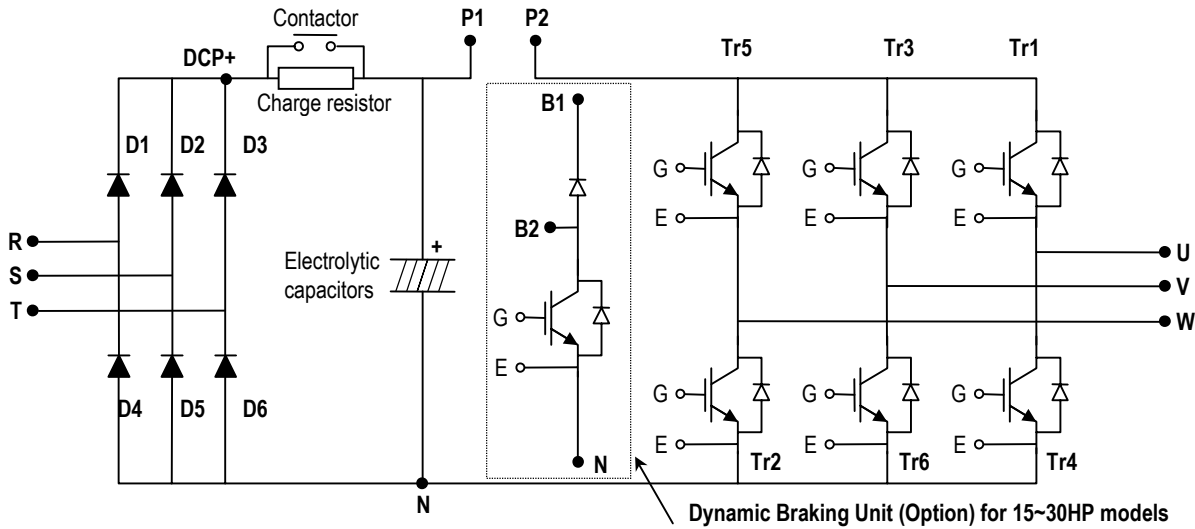 Contactor
P1
P2
DCP+
Tr5
Tr3
Tr1
Charge resistor
B1
D1
D2
D3
G
G
G
E
E
E
R
S
T
B2
+
Electrolytic
capacitors
U
V
W
G
E
G
G
G
E
E
E
D4
D5
D6
N
Tr2
Tr6
Tr4
N
Dynamic Braking Unit (Option) for 15~30HP models